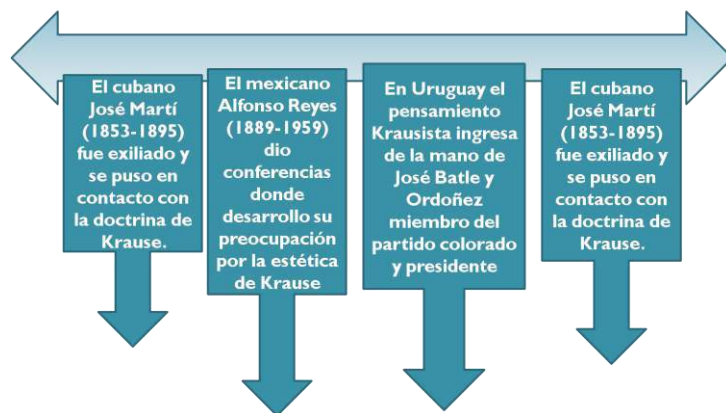 El cubano
José Martí
(1853-1895)
fue exiliado y
se puso en
contacto con
la doctrina de
Krause.
El mexicano
Alfonso Reyes
(1889-1959)
dio
conferencias
donde
desarrollo su
preocupación
por la estética
de Krause
En Uruguay el
pensamiento
Krausista ingresa
de la mano de
José Batle y
Ordoñez
miembro del
partido colorado
y presidente
El cubano
José Martí
(1853-1895)
fue exiliado y
se puso en
contacto con
la doctrina de
Krause.